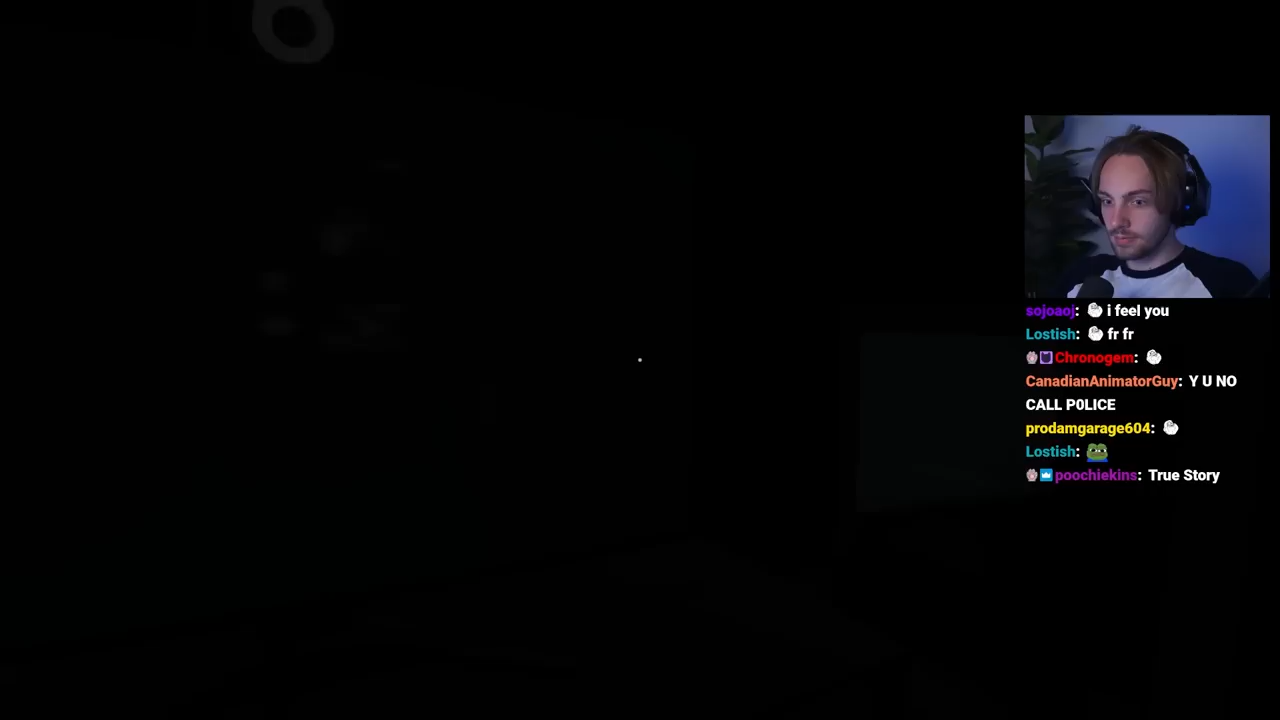 sojoaoj: i feel you
Lostish: fr fr
Chronogem:
CanadianAnimatorGuy: Y U NO
CALL P0LICE
prodamgarage604:
Lostish:
poochiekins: True Story